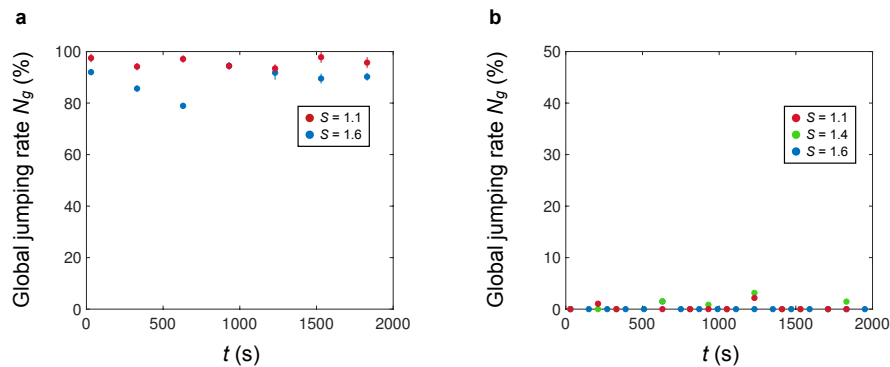 a
Global jumping rate Ng (%)
100
80
60
40
20
0
S = 1.1
S = 1.6
0 500 1000 1500 2000
t (s)
b
Global jumping rate Ng (%)
50
40
30
20
10
0
S = 1.1
S = 1.4
S = 1.6
0 500 1000 1500 2000
t (s)